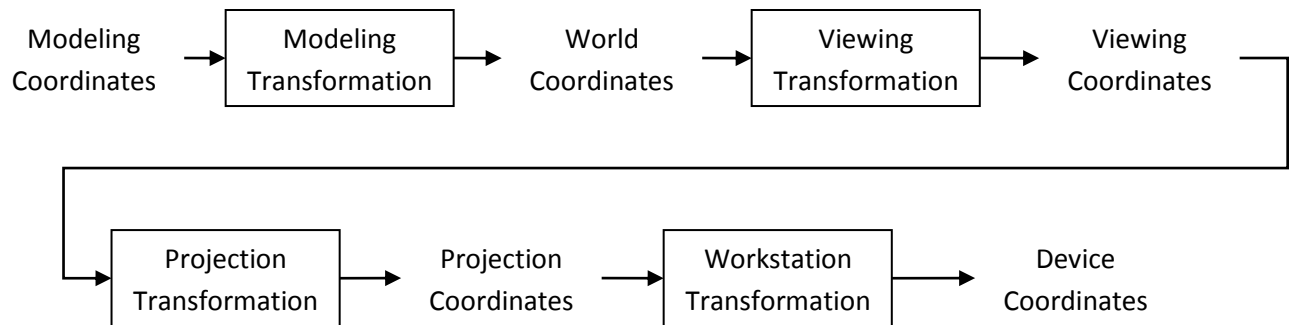 Modeling
Coordinates
Modeling
Transformation
World
Coordinates
Viewing
Transformation
Viewing
Coordinates
Projection
Transformation
Projection
Coordinates
Workstation
Transformation
Device
Coordinates